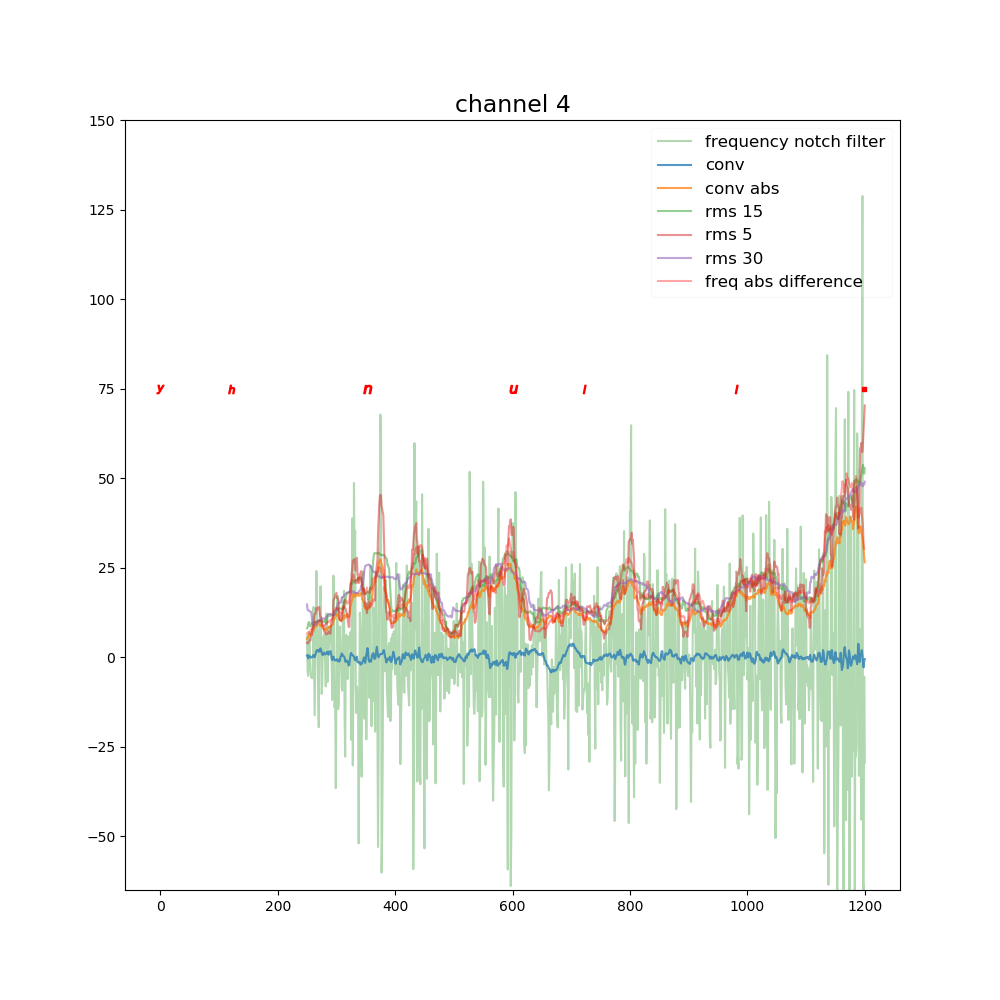 channel 4
150
125
100
75
50
25
0
−25
−50
frequency notch filter
conv
conv abs
rms 15
rms 5
rms 30
freq abs difference
y h n u l l
0 200 400 600 800 1000 1200